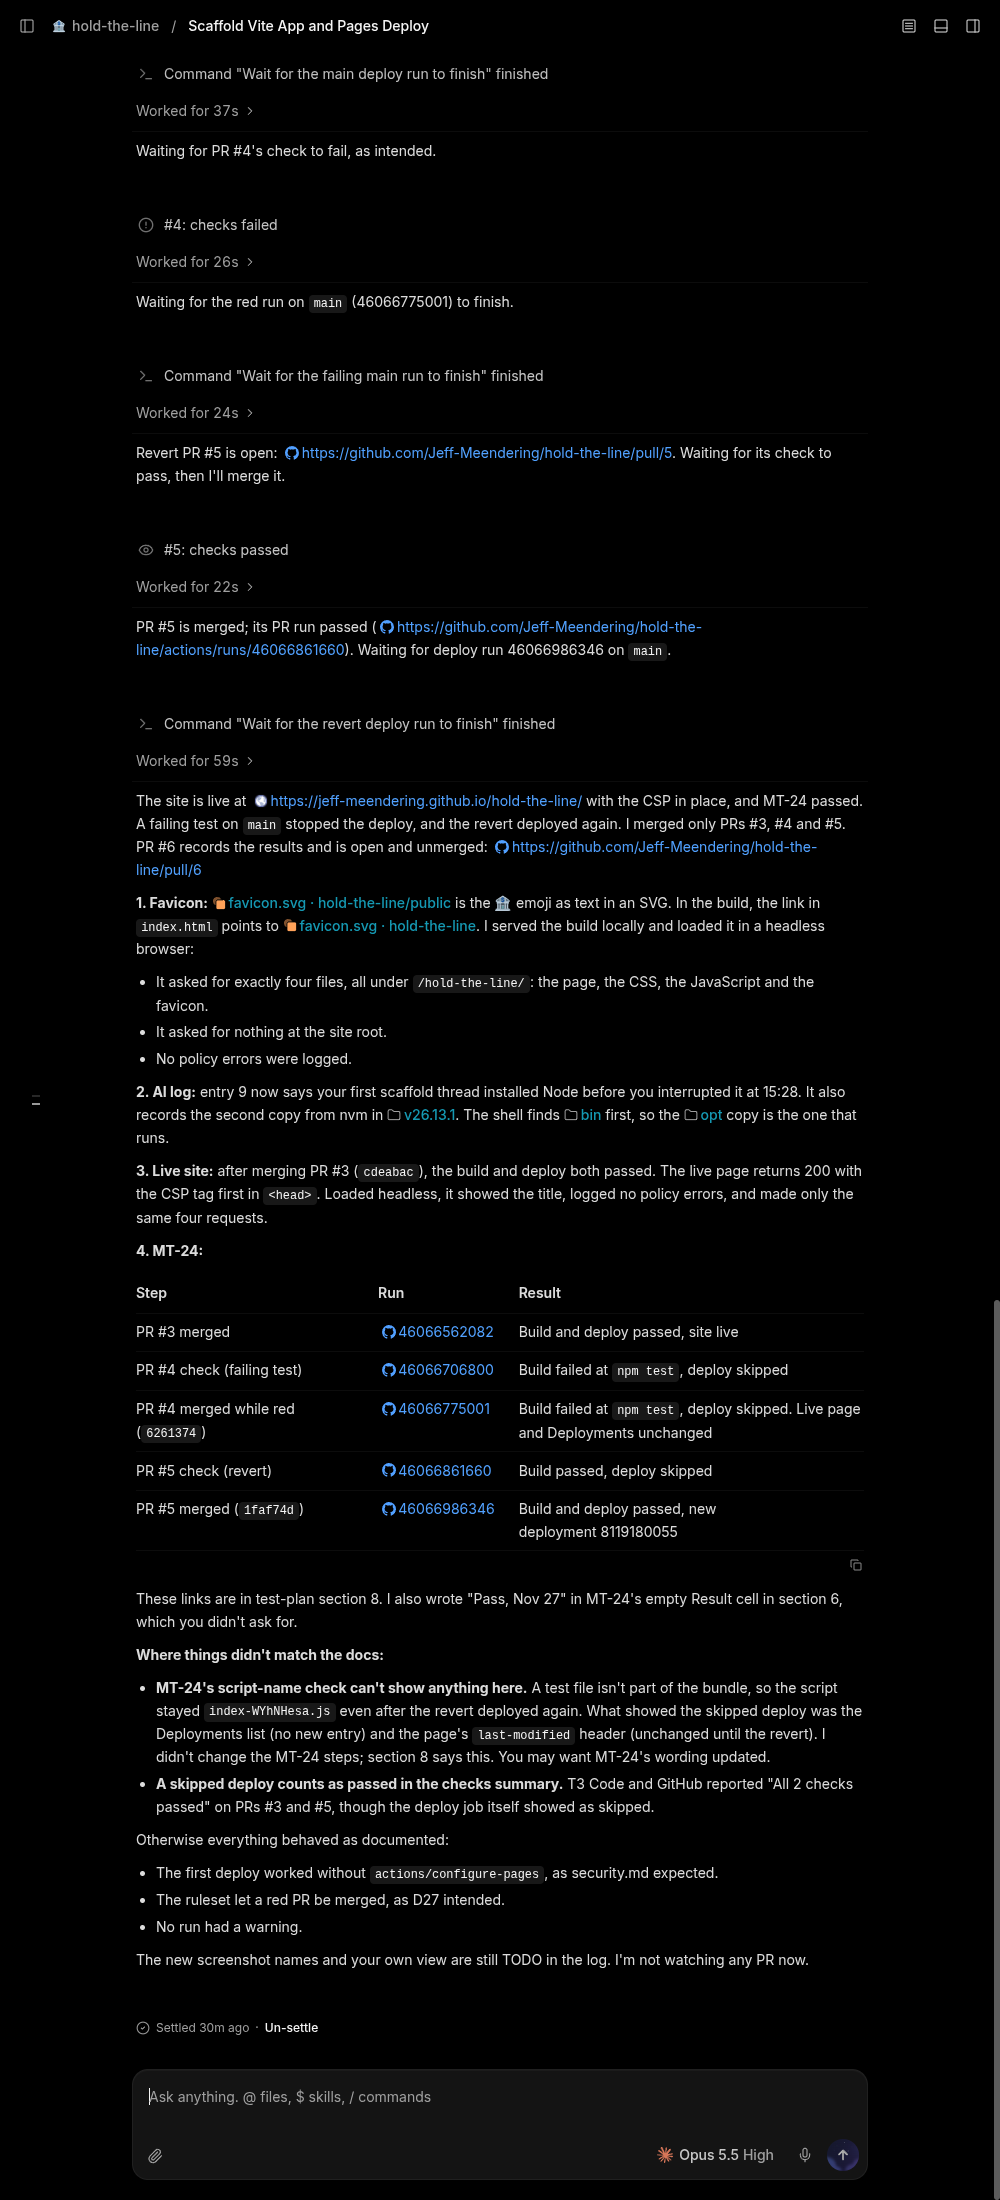 hold-the-line / Scaffold Vite App and Pages Deploy
Command "Wait for the main deploy run to finish" finished
Worked for 37s
Waiting for PR #4's check to fail, as intended.
#4: checks failed
Worked for 26s
Waiting for the red run on main (46066775001) to finish.
Command "Wait for the failing main run to finish" finished
Worked for 24s
Revert PR #5 is open: https://github.com/Jeff-Meendering/hold-the-line/pull/5. Waiting for its check to
pass, then I'll merge it.
#5: checks passed
Worked for 22s
PR #5 is merged; its PR run passed (https://github.com/Jeff-Meendering/hold-the-
line/actions/runs/46066861660). Waiting for deploy run 46066986346 on main.
Command "Wait for the revert deploy run to finish" finished
Worked for 59s
The site is live at https://jeff-meendering.github.io/hold-the-line/ with the CSP in place, and MT-24 passed.
A failing test on main stopped the deploy, and the revert deployed again. I merged only PRs #3, #4 and #5.
PR #6 records the results and is open and unmerged: https://github.com/Jeff-Meendering/hold-the-
line/pull/6
1. Favicon: favicon.svg · hold-the-line/public is the 🏦 emoji as text in an SVG. In the build, the link in
index.html points to favicon.svg · hold-the-line. I served the build locally and loaded it in a headless
browser:
• It asked for exactly four files, all under /hold-the-line/: the page, the CSS, the JavaScript and the
favicon.
• It asked for nothing at the site root.
• No policy errors were logged.
2. AI log: entry 9 now says your first scaffold thread installed Node before you interrupted it at 15:28. It also
records the second copy from nvm in v26.13.1. The shell finds bin first, so the opt copy is the one that
runs.
3. Live site: after merging PR #3 (cdeabac), the build and deploy both passed. The live page returns 200 with
the CSP tag first in <head>. Loaded headless, it showed the title, logged no policy errors, and made only the
same four requests.
4. MT-24:
Step Run Result
PR #3 merged 46066562082 Build and deploy passed, site live
PR #4 check (failing test) 46066706800 Build failed at npm test, deploy skipped
PR #4 merged while red 46066775001 Build failed at npm test, deploy skipped. Live page
(6261374) and Deployments unchanged
PR #5 check (revert) 46066861660 Build passed, deploy skipped
PR #5 merged (1faf74d) 46066986346 Build and deploy passed, new
deployment 8119180055
These links are in test-plan section 8. I also wrote "Pass, Nov 27" in MT-24's empty Result cell in section 6,
which you didn't ask for.
Where things didn't match the docs:
• MT-24's script-name check can't show anything here. A test file isn't part of the bundle, so the script
stayed index-WYhNHesa.js even after the revert deployed again. What showed the skipped deploy was the
Deployments list (no new entry) and the page's last-modified header (unchanged until the revert). I
didn't change the MT-24 steps; section 8 says this. You may want MT-24's wording updated.
• A skipped deploy counts as passed in the checks summary. T3 Code and GitHub reported "All 2 checks
passed" on PRs #3 and #5, though the deploy job itself showed as skipped.
Otherwise everything behaved as documented:
• The first deploy worked without actions/configure-pages, as security.md expected.
• The ruleset let a red PR be merged, as D27 intended.
• No run had a warning.
The new screenshot names and your own view are still TODO in the log. I'm not watching any PR now.
Settled 30m ago · Un-settle
Ask anything. @ files, $ skills, / commands
Opus 5.5 High